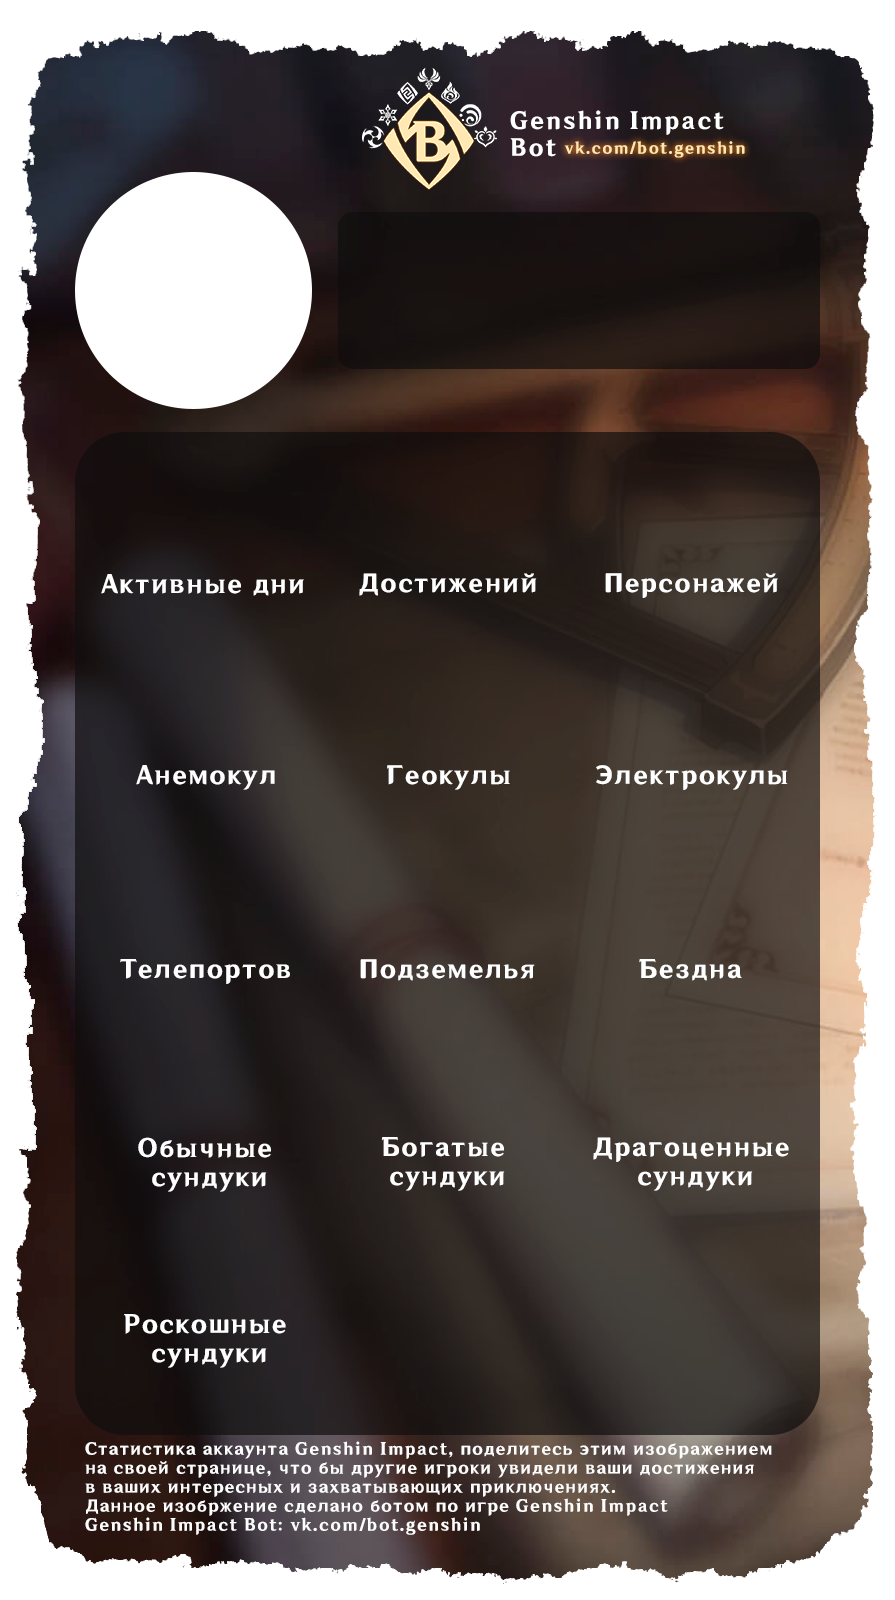 Genshin Impact
Bot vk.com/bot.genshin
Активные дни Достижений Персонажей
Анемокул Геокулы Электрокулы
Телепортов Подземелья Бездна
Обычные Богатые Драгоценные
сундуки сундуки сундуки
Роскошные
сундуки
Статистика аккаунта Genshin Impact, поделитесь этим изображением
на своей странице, что бы другие игроки увидели ваши достижения
в ваших интересных и захватывающих приключениях.
Данное изобржение сделано ботом по игре Genshin Impact
Genshin Impact Bot: vk.com/bot.genshin